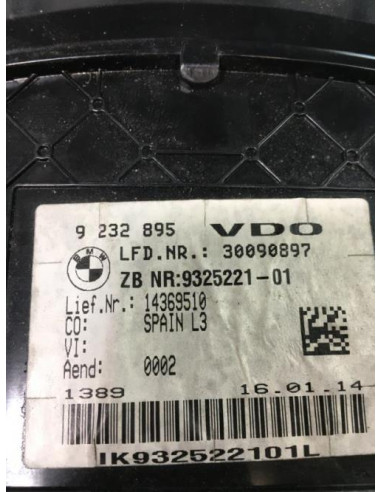 9 232 895 VDO
BMW
LFD.NR.: 30090897
ZB NR:9325221-01
Lief.Nr.: 14369510
CO: SPAIN L3
VI:
Aend: 0002
1389 16.01.14
IK932522101L